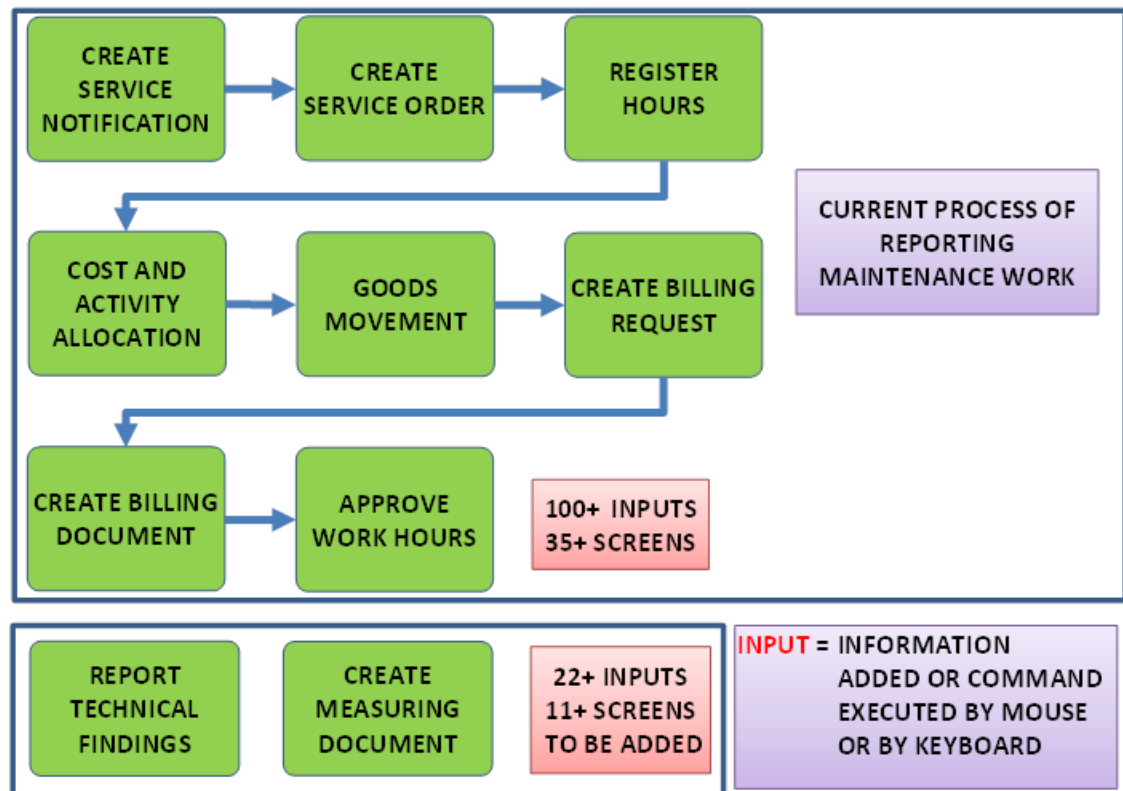 CREATE
SERVICE
NOTIFICATION
CREATE
SERVICE ORDER
REGISTER
HOURS
CURRENT PROCESS OF
REPORTING
MAINTENANCE WORK
COST AND
ACTIVITY
ALLOCATION
GOODS
MOVEMENT
CREATE BILLING
REQUEST
CREATE BILLING
DOCUMENT
APPROVE
WORK HOURS
100+ INPUTS
35+ SCREENS
REPORT
TECHNICAL
FINDINGS
CREATE
MEASURING
DOCUMENT
22+ INPUTS
11+ SCREENS
TO BE ADDED
INPUT = INFORMATION
ADDED OR COMMAND
EXECUTED BY MOUSE
OR BY KEYBOARD